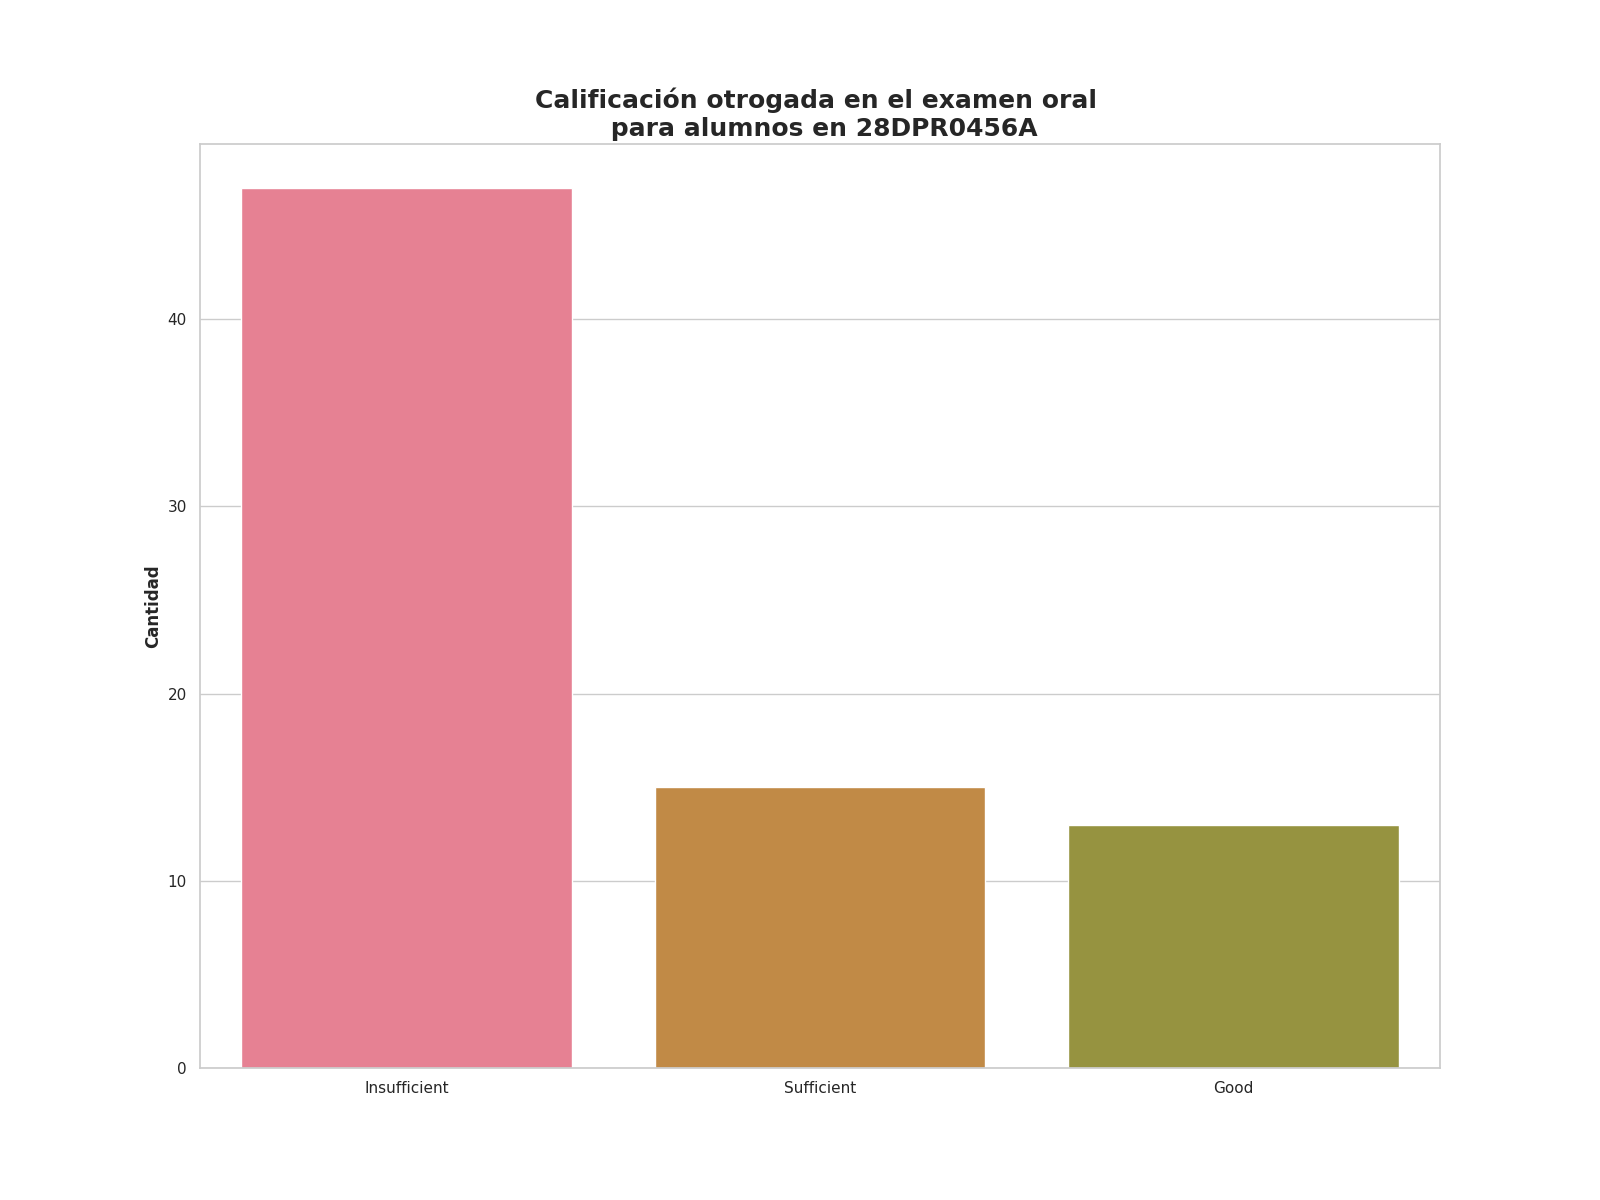 Calificación otrogada en el examen oral
para alumnos en 28DPR0456A
Cantidad
40
30
20
10
0
Insufficient
Sufficient
Good